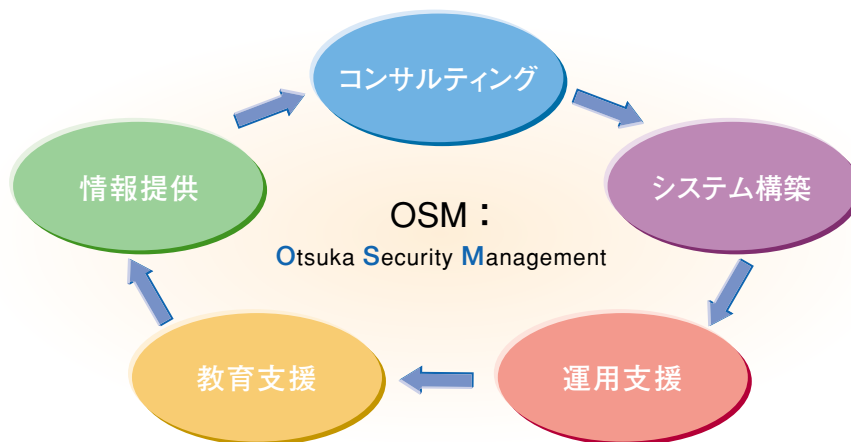 コンサルティング
情報提供
システム構築
OSM：
Otsuka Security Management
教育支援
運用支援